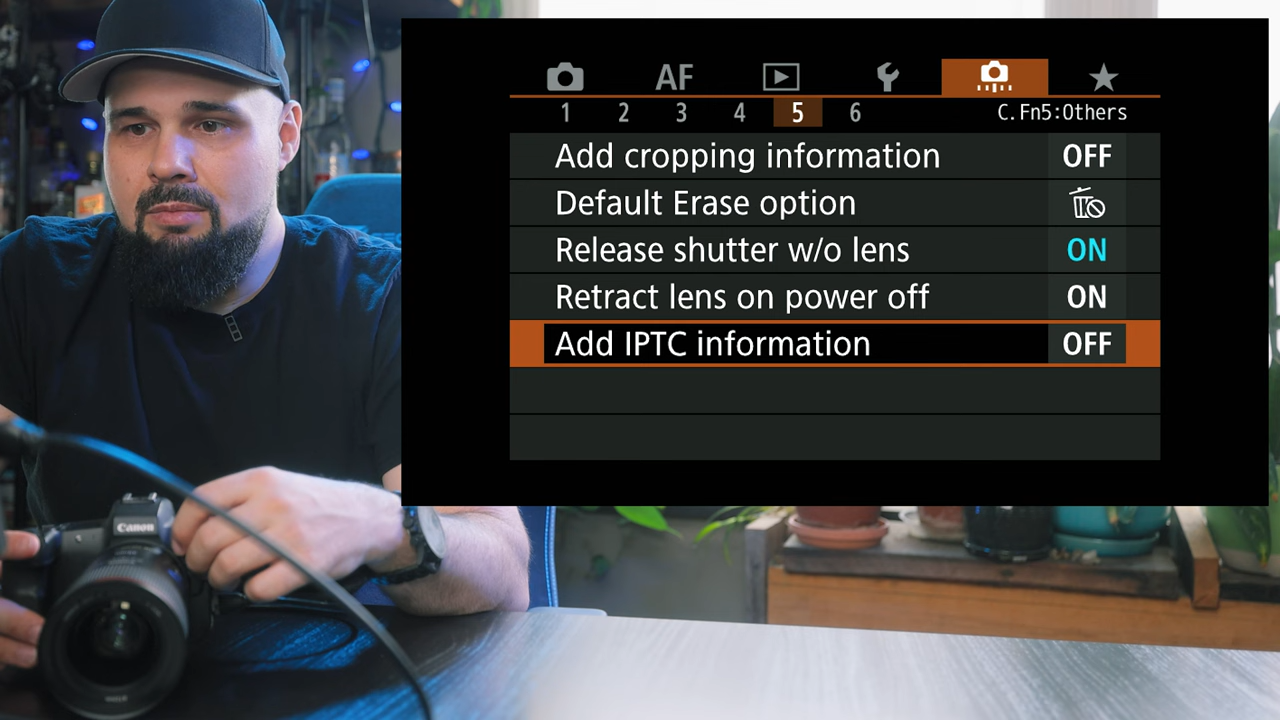 AF
1 2 3 4 5 6 C.Fn5:Others
Add cropping information OFF
Default Erase option
Release shutter w/o lens ON
Retract lens on power off ON
Add IPTC information OFF
Canon